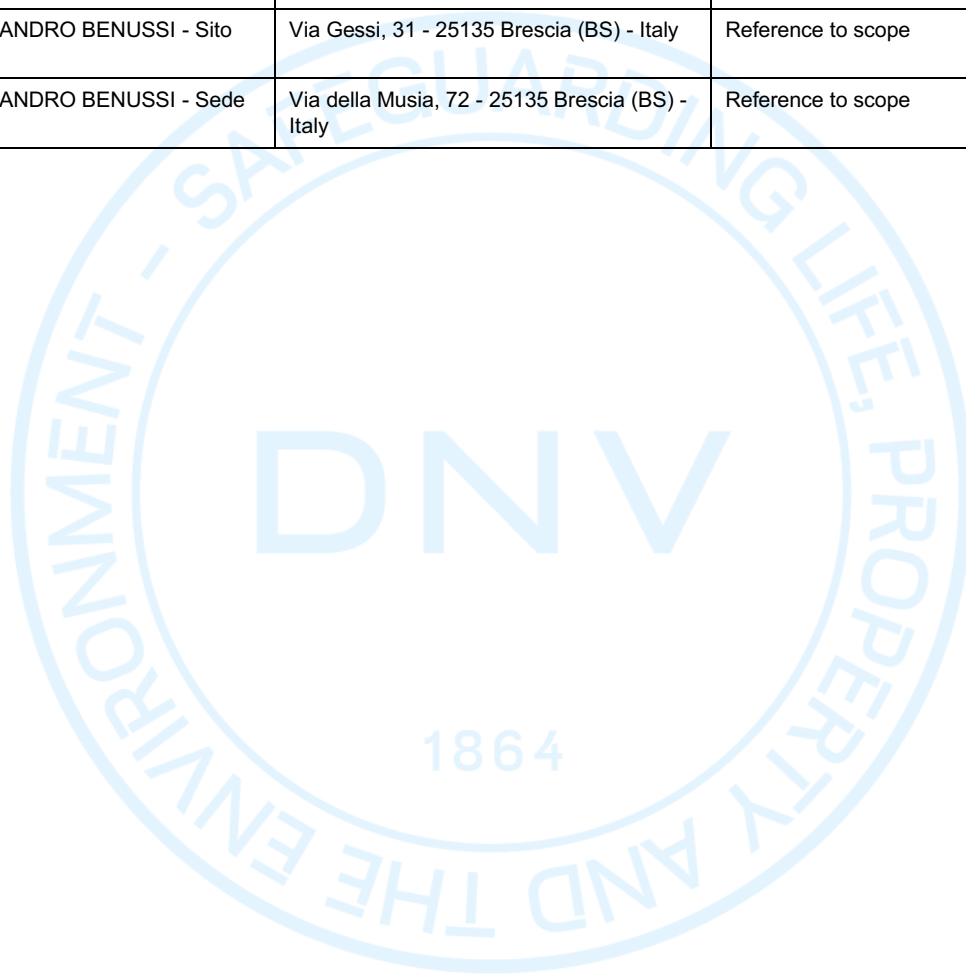 ANDRO BENUSSI - Sito
Via Gessi, 31 - 25135 Brescia (BS) - Italy
Reference to scope
ANDRO BENUSSI - Sede
Via della Musia, 72 - 25135 Brescia (BS) -
Italy
Reference to scope
SAFEGUARDING LIFE, PROPERTY AND THE ENVIRONMENT -
DNV
1864